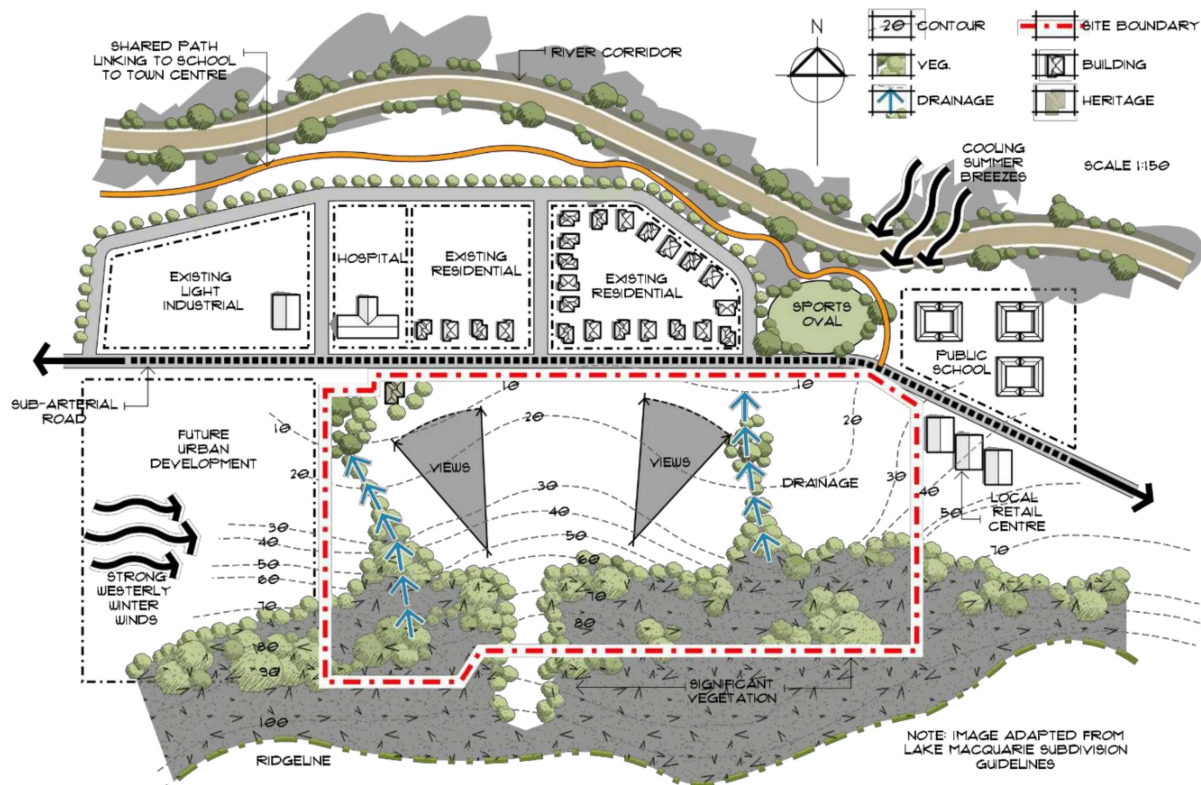 SHARED PATH
LINKING TO SCHOOL
TO TOWN CENTRE
RIVER CORRIDOR
N
20 CONTOUR
SITE BOUNDARY
VEG.
BUILDING
DRAINAGE
HERITAGE
COOLING
SUMMER
BREEZES
SCALE 1:150
EXISTING
LIGHT
INDUSTRIAL
HOSPITAL
EXISTING
RESIDENTIAL
EXISTING
RESIDENTIAL
SPORTS
OVAL
PUBLIC
SCHOOL
SUB-ARTERIAL
ROAD
FUTURE
URBAN
DEVELOPMENT
10
20
30
40
50
60
70
80
90
100
10
20
30
40
50
60
70
80
10
20
30
40
50
70
VIEWS
VIEWS
DRAINAGE
LOCAL
RETAIL
CENTRE
STRONG
WESTERLY
WINTER
WINDS
SIGNIFICANT
VEGETATION
RIDGELINE
NOTE: IMAGE ADAPTED FROM
LAKE MACQUARIE SUBDIVISION
GUIDELINES